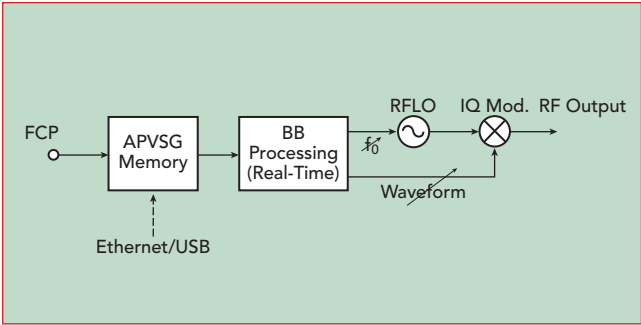 RFLO IQ Mod. RF Output
FCP
APVSG
Memory
BB
Processing
(Real-Time)
f0
Waveform
Ethernet/USB